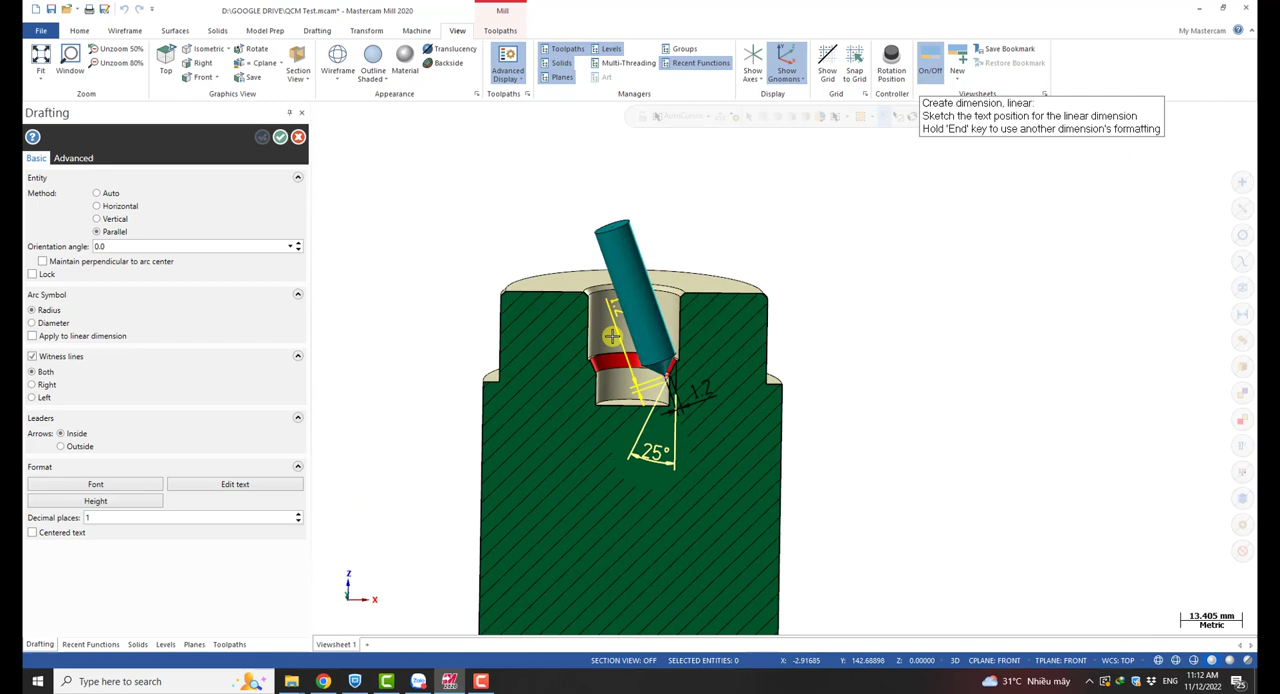 D:\GOOGLE DRIVE\QCM Test.mcam* - Mastercam Mill 2020
Mill
File
Home
Wireframe
Surfaces
Solids
Model Prep
Drafting
Transform
Machine
View
Toolpaths
My Mastercam
Fit
Window
Unzoom 50%
Unzoom 80%
Zoom
Top
Isometric
Right
Front
Rotate
= Cplane
Save
Section View
Graphics View
Wireframe
Outline Shaded
Material
Translucency
Backside
Appearance
Advanced Display
Toolpaths
Toolpaths
Solids
Planes
Levels
Multi-Threading
Art
Groups
Recent Functions
Managers
Show Axes
Show Gnomons
Display
Show Grid
Snap to Grid
Grid
Rotation Position
Controller
On/Off
New
Save Bookmark
Restore Bookmark
Viewsheets
AutoCursor
Create dimension, linear:
Sketch the text position for the linear dimension
Hold 'End' key to use another dimension's formatting
Drafting
Basic
Advanced
Entity
Method:
Auto
Horizontal
Vertical
Parallel
Orientation angle:
0.0
Maintain perpendicular to arc center
Lock
Arc Symbol
Radius
Diameter
Apply to linear dimension
Witness lines
Both
Right
Left
Leaders
Arrows:
Inside
Outside
Format
Font
Edit text
Height
Decimal places:
1
Centered text
1.2
1.2
25°
Z
X
13.405 mm
Metric
Drafting
Recent Functions
Solids
Levels
Planes
Toolpaths
Viewsheet 1
+
SECTION VIEW: OFF
SELECTED ENTITIES: 0
X: -2.91685
Y: 142.68898
Z: 0.00000
3D
CPLANE: FRONT
TPLANE: FRONT
WCS: TOP
Type here to search
31°C Nhiều mây
ENG
11:12 AM
11/12/2022
25